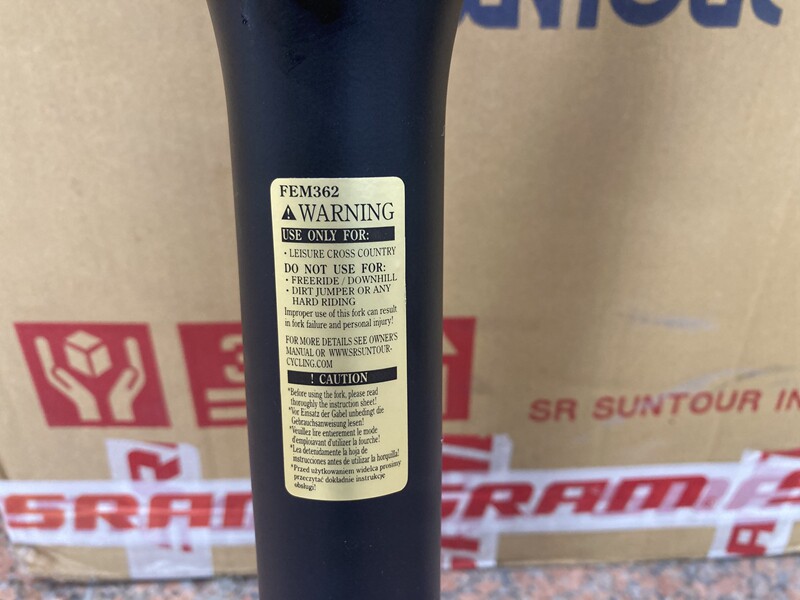 SUNTOUR
FEM362
WARNING
USE ONLY FOR:
· LEISURE CROSS COUNTRY
DO NOT USE FOR:
· FREERIDE / DOWNHILL
· DIRT JUMPER OR ANY
HARD RIDING
Improper use of this fork can result
in fork failure and personal injury!
FOR MORE DETAILS SEE OWNER'S
MANUAL OR WWW.SRSUNTOUR-
CYCLING.COM
! CAUTION
*Before using the fork, please read
thoroughly the instruction sheet!
*Vor Einsatz der Gabel unbedingt die
Gebrauchsanweisung lesen!
*Veuillez lire entierement le mode
d'emploiavant d'utilizer la fourche!
*Lea detenidamente la hoja de
instrucciones antes de utilizar la horquilla!
*Przed użytkowaniem widelca prosimy
przeczytać dokładnie instrukcje
obsługi!
3
SR SUNTOUR IN
SRAM
SRAM